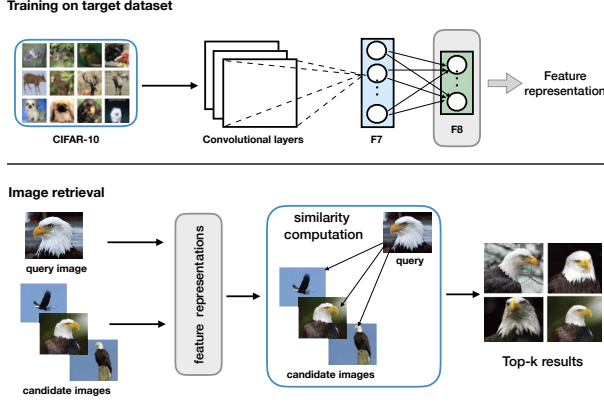 Training on target dataset
CIFAR-10
Convolutional layers
F7
F8
Feature
representation
Image retrieval
query image
candidate images
feature representations
similarity
computation
query
candidate images
Top-k results